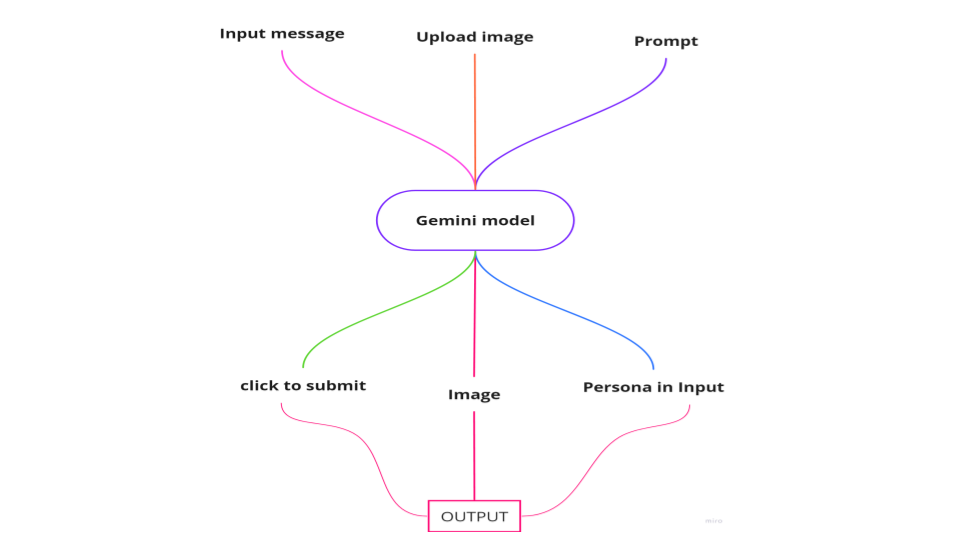 Input message
Upload image
Prompt
Gemini model
click to submit
Image
Persona in Input
OUTPUT
miro